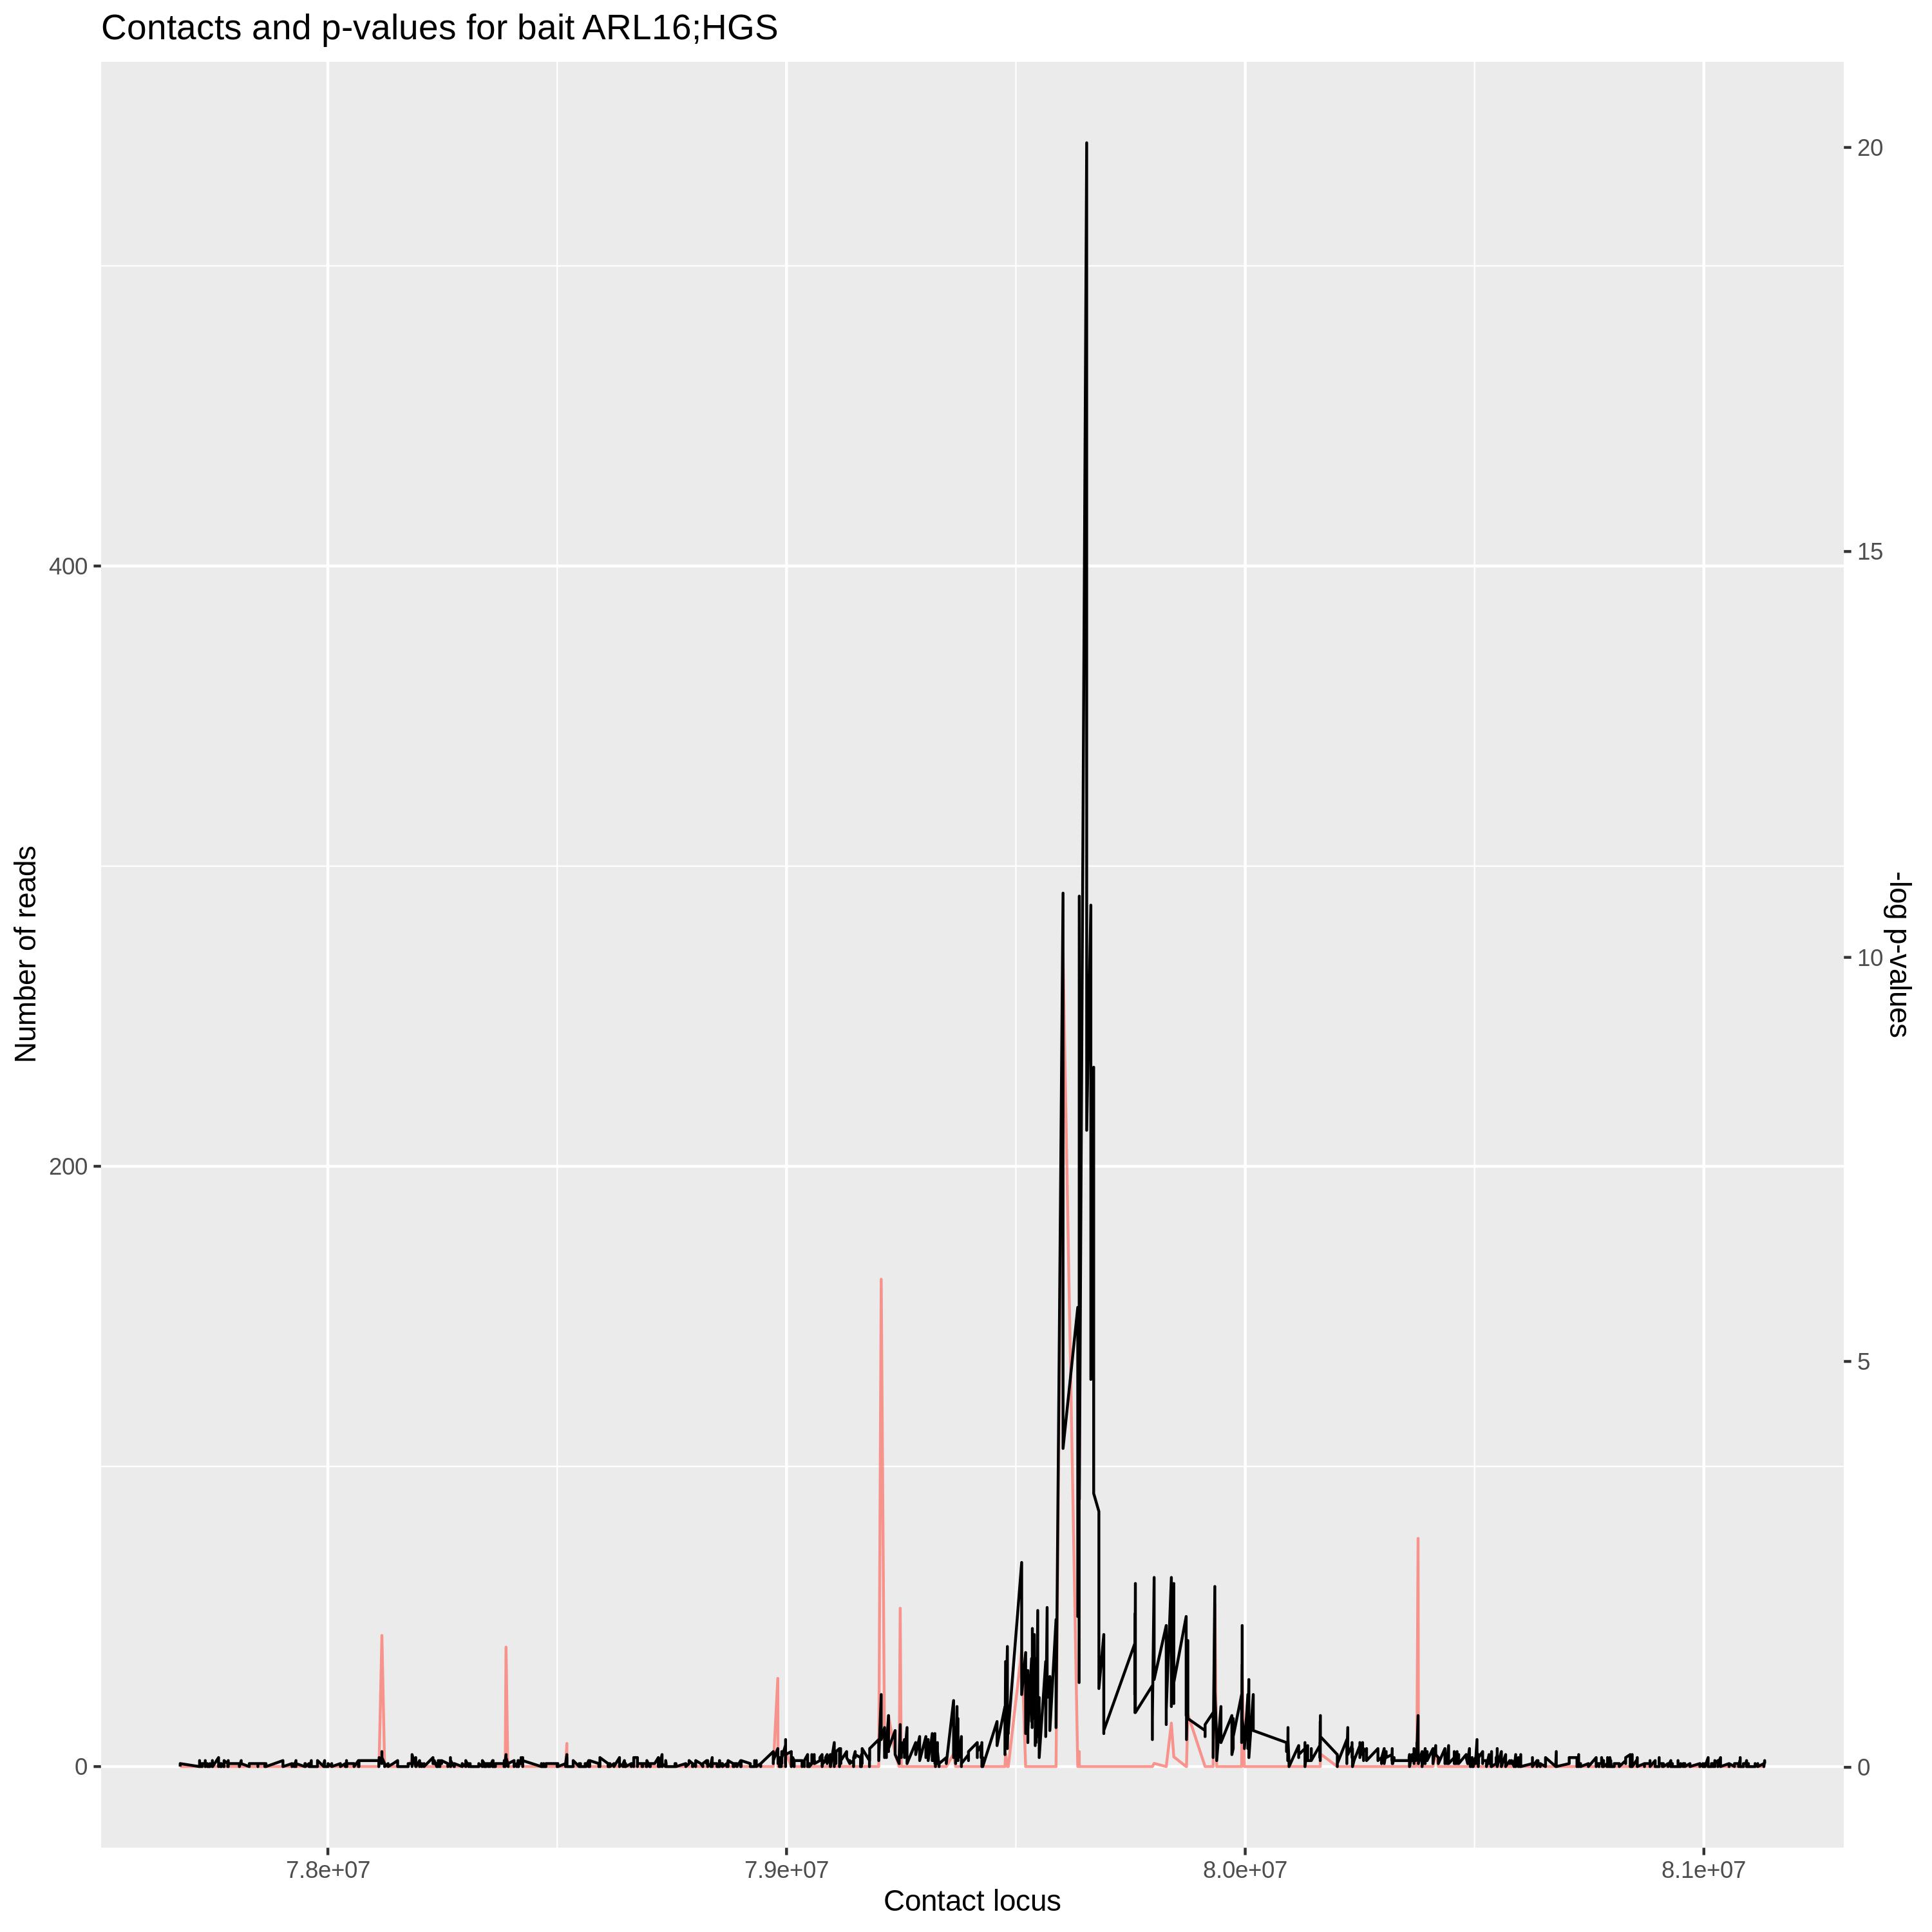 Contacts and p-values for bait ARL16;HGS
20
15
10
5
0
-log p-values
400
200
0
Number of reads
7.8e+07
7.9e+07
8.0e+07
8.1e+07
Contact locus